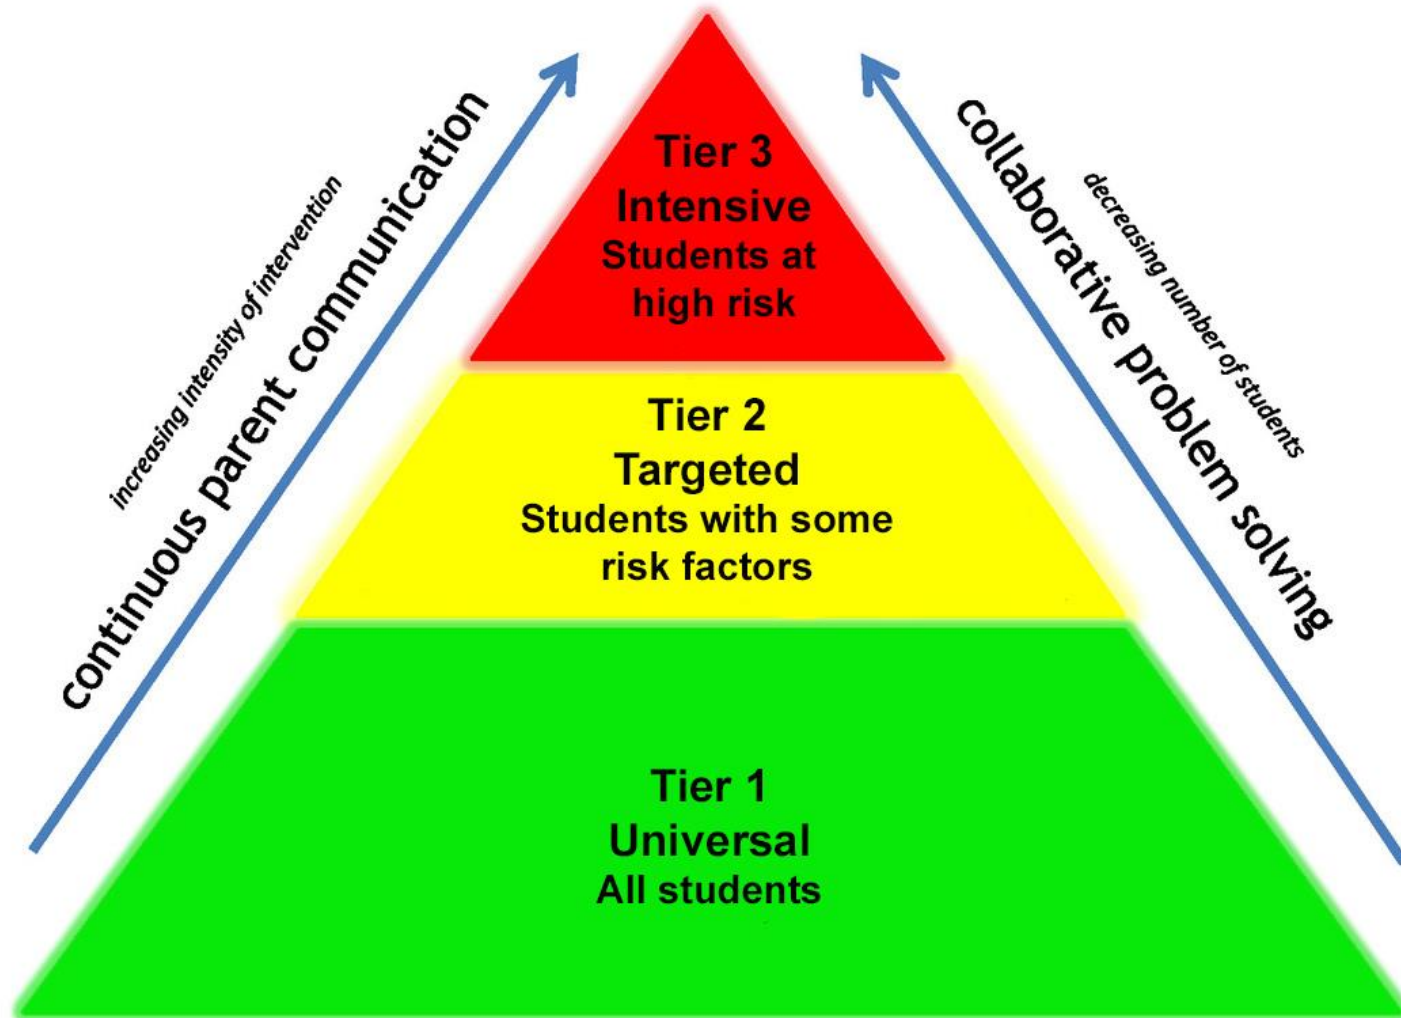 Tier 3
Intensive
Students at
high risk
Tier 2
Targeted
Students with some
risk factors
Tier 1
Universal
All students
increasing intensity of intervention
continuous parent communication
collaborative problem solving
decreasing number of students